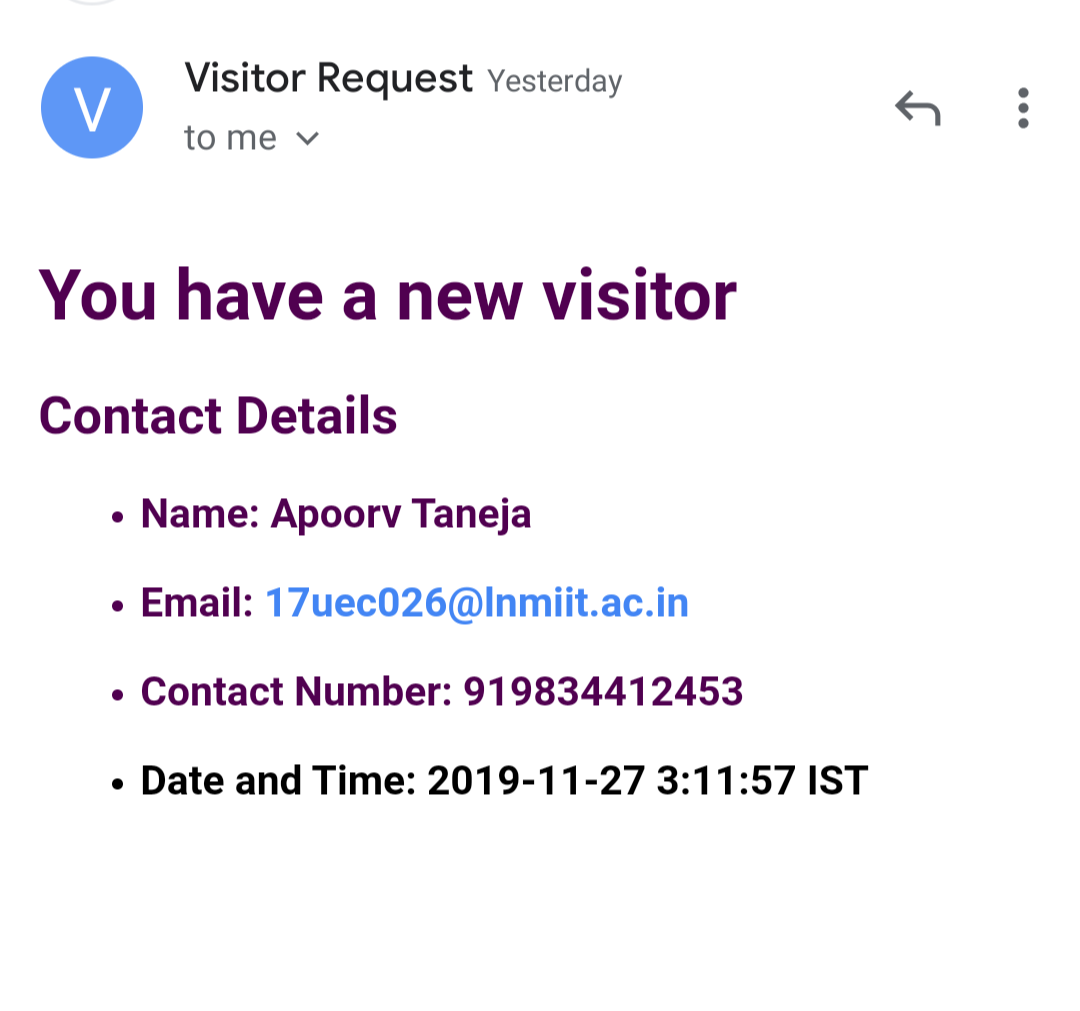 V
Visitor Request Yesterday
to me
You have a new visitor
Contact Details
• Name: Apoorv Taneja
• Email: 17uec026@lnmiit.ac.in
• Contact Number: 919834412453
• Date and Time: 2019-11-27 3:11:57 IST